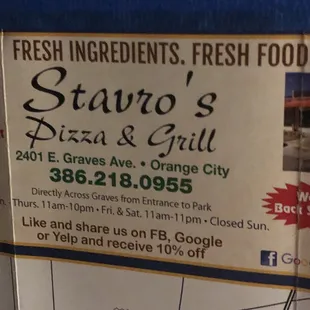 FRESH INGREDIENTS. FRESH FOOD
Stavro's
Pizza & Grill
2401 E. Graves Ave. • Orange City
386.218.0955
Directly Across Graves from Entrance to Park
Thurs. 11am-10pm • Fri. & Sat. 11am-11pm • Closed Sun.
Like and share us on FB, Google
or Yelp and receive 10% off
Back
f Goo